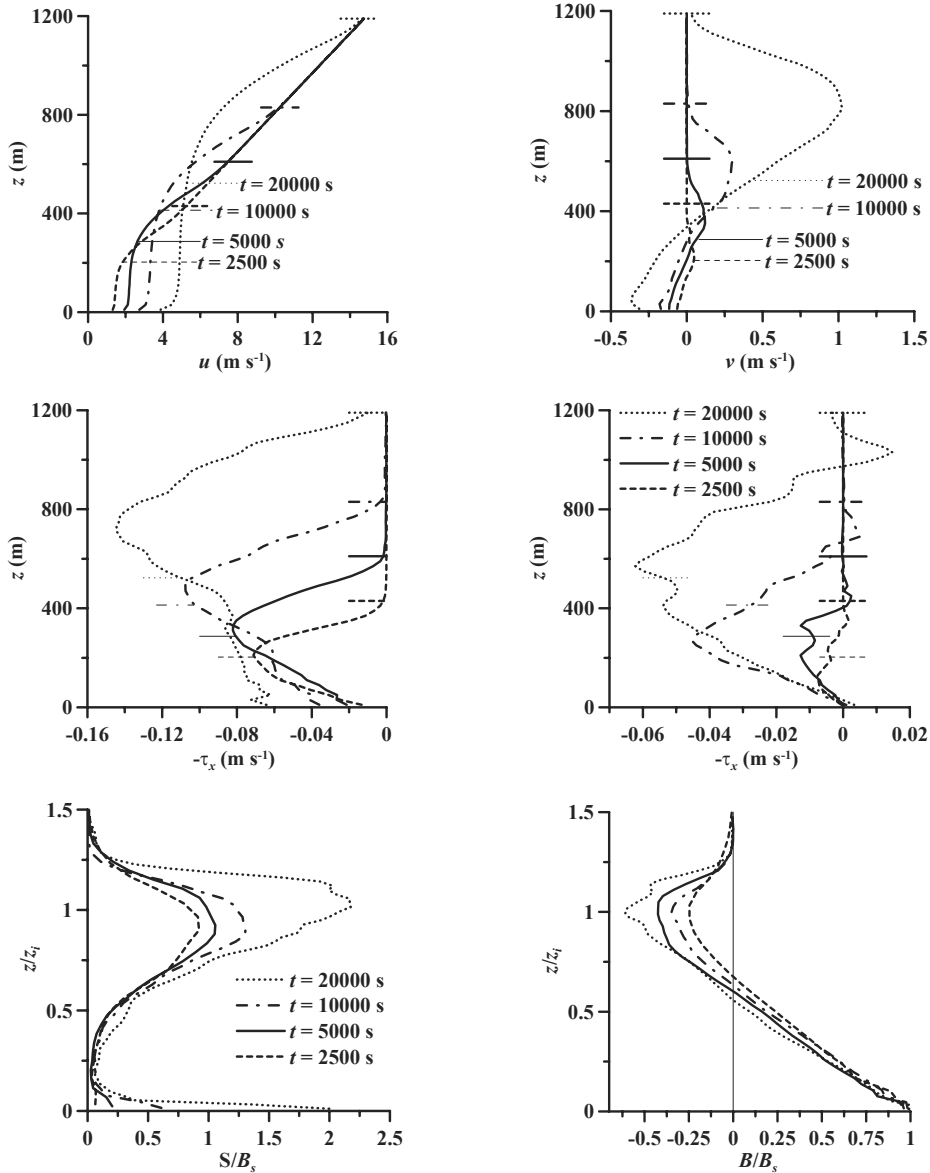 1200
800
400
0
z (m)
t = 20000 s
t = 10000 s
t = 5000 s
t = 2500 s
0 4 8 12 16
u (m s-1)
1200
800
400
0
z (m)
t = 20000 s
t = 10000 s
t = 5000 s
t = 2500 s
-0.5 0 0.5 1 1.5
v (m s-1)
1200
800
400
0
z (m)
-0.16 -0.12 -0.08 -0.04 0
-τx (m s-1)
1200
800
400
0
z (m)
t = 20000 s
t = 10000 s
t = 5000 s
t = 2500 s
-0.06 -0.04 -0.02 0 0.02
-τx (m s-1)
1.5
1
0.5
0
z/zi
t = 20000 s
t = 10000 s
t = 5000 s
t = 2500 s
0 0.5 1 1.5 2 2.5
S/Bs
1.5
1
0.5
0
z/zi
-0.5 -0.25 0 0.25 0.5 0.75 1
B/Bs